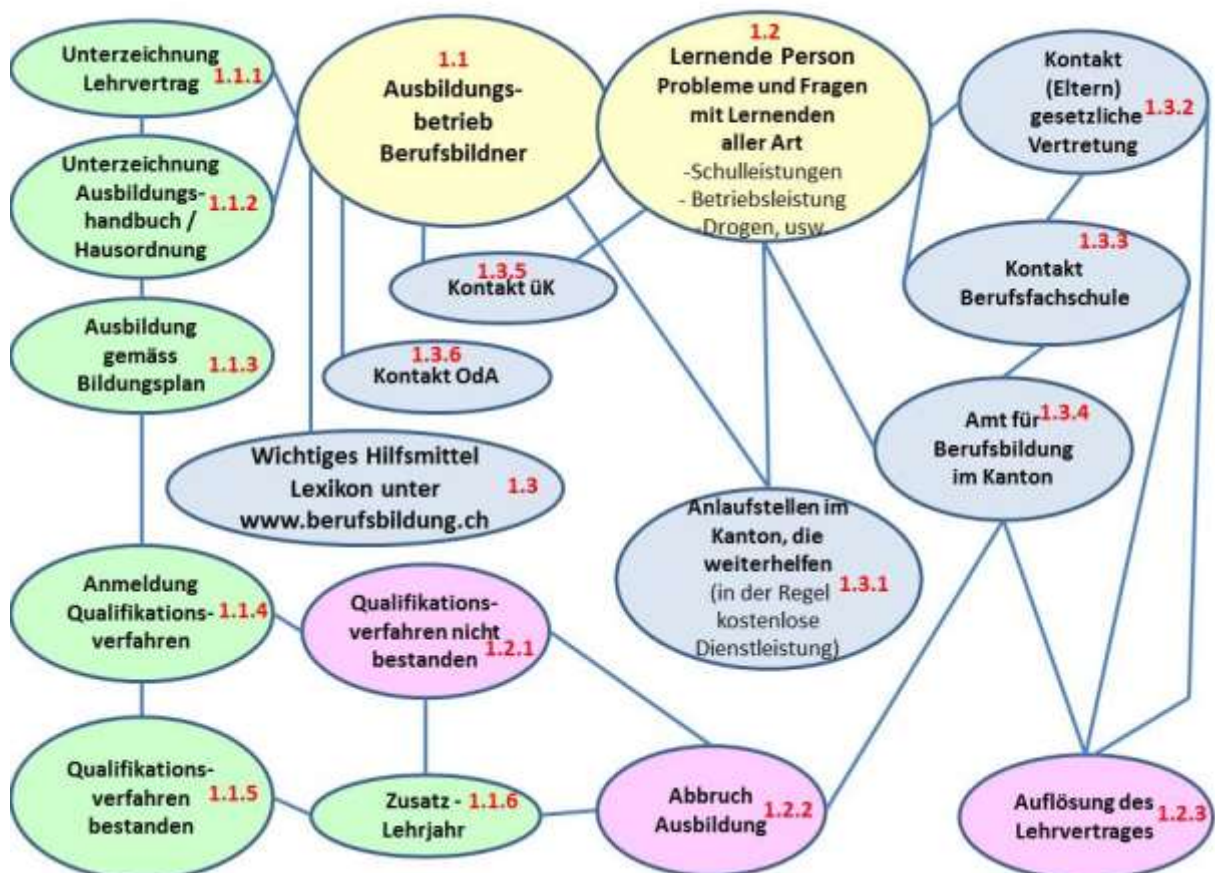 Unterzeichnung
Lehrvertrag 1.1.1
1.1
Ausbildungs-
betrieb
Berufsbildner
1.2
Lernende Person
Probleme und Fragen
mit Lernenden
aller Art
-Schulleistungen
- Betriebsleistung
-Drogen, usw.
Kontakt
(Eltern)
gesetzliche 1.3.2
Vertretung
Unterzeichnung
Ausbildungs-
handbuch / 1.1.2
Hausordnung
1.3.5
Kontakt üK
1.3.3
Kontakt
Berufsfachschule
Ausbildung
gemäss 1.1.3
Bildungsplan
1.3.6
Kontakt OdA
Amt für 1.3.4
Berufsbildung
im Kanton
Wichtiges Hilfsmittel
Lexikon unter 1.3
www.berufsbildung.ch
Anlaufstellen im
Kanton, die
weiterhelfen
(in der Regel 1.3.1
kostenlose
Dienstleistung)
Anmeldung
Qualifikations- 1.1.4
verfahren
Qualifikations-
verfahren nicht
bestanden 1.2.1
Qualifikations-
verfahren 1.1.5
bestanden
Zusatz - 1.1.6
Lehrjahr
Abbruch
Ausbildung 1.2.2
Auflösung des
Lehrvertrages 1.2.3